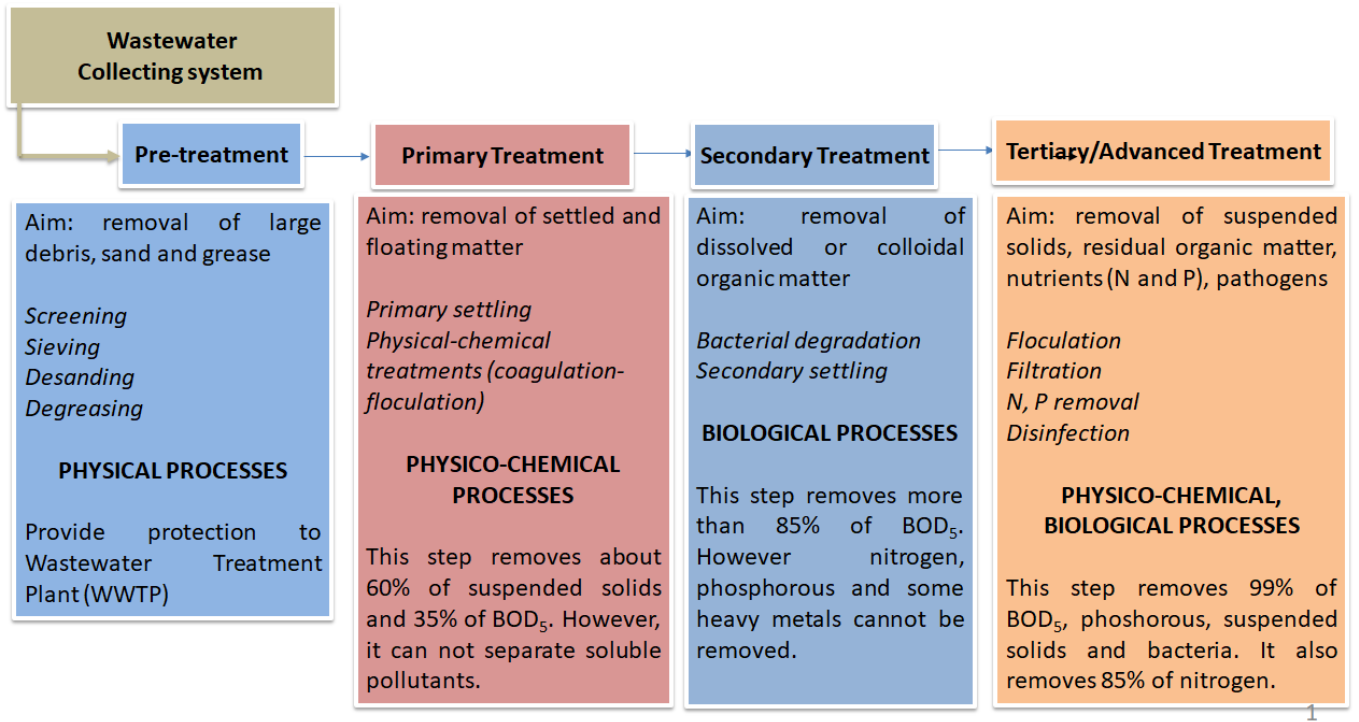 Wastewater
Collecting system
Pre-treatment
Primary Treatment
Secondary Treatment
Tertiary/Advanced Treatment
Aim: removal of large
debris, sand and grease
Screening
Sieving
Desanding
Degreasing
PHYSICAL PROCESSES
Provide protection to
Wastewater Treatment
Plant (WWTP)
Aim: removal of settled and
floating matter
Primary settling
Physical-chemical
treatments (coagulation-
floculation)
PHYSICO-CHEMICAL
PROCESSES
This step removes about
60% of suspended solids
and 35% of BOD₅. However,
it can not separate soluble
pollutants.
Aim: removal of
dissolved or colloidal
organic matter
Bacterial degradation
Secondary settling
BIOLOGICAL PROCESSES
This step removes more
than 85% of BOD₅.
However nitrogen,
phosphorous and some
heavy metals cannot be
removed.
Aim: removal of suspended
solids, residual organic matter,
nutrients (N and P), pathogens
Floculation
Filtration
N, P removal
Disinfection
PHYSICO-CHEMICAL,
BIOLOGICAL PROCESSES
This step removes 99% of
BOD₅, phoshorous, suspended
solids and bacteria. It also
removes 85% of nitrogen.
1